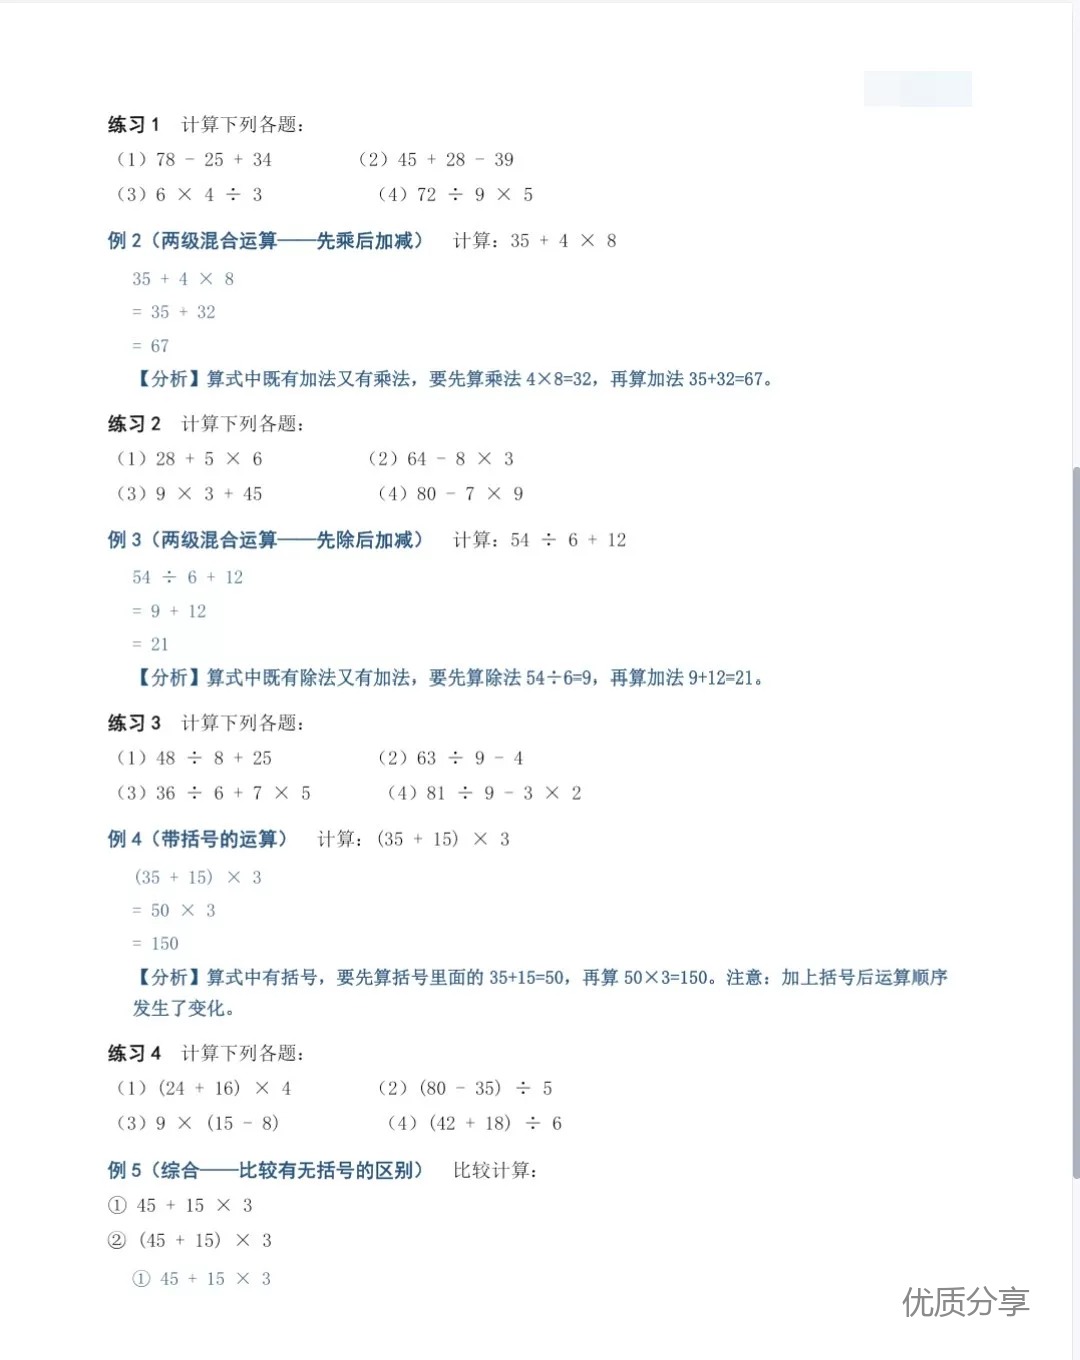 练习1 计算下列各题：
（1）78 - 25 + 34 （2）45 + 28 - 39
（3）6 × 4 ÷ 3 （4）72 ÷ 9 × 5
例2（两级混合运算——先乘后加减） 计算：35 + 4 × 8
35 + 4 × 8
= 35 + 32
= 67
【分析】算式中既有加法又有乘法，要先算乘法4×8=32，再算加法35+32=67。
练习2 计算下列各题：
（1）28 + 5 × 6 （2）64 - 8 × 3
（3）9 × 3 + 45 （4）80 - 7 × 9
例3（两级混合运算——先除后加减） 计算：54 ÷ 6 + 12
54 ÷ 6 + 12
= 9 + 12
= 21
【分析】算式中既有除法又有加法，要先算除法54÷6=9，再算加法9+12=21。
练习3 计算下列各题：
（1）48 ÷ 8 + 25 （2）63 ÷ 9 - 4
（3）36 ÷ 6 + 7 × 5 （4）81 ÷ 9 - 3 × 2
例4（带括号的运算） 计算：(35 + 15) × 3
(35 + 15) × 3
= 50 × 3
= 150
【分析】算式中有括号，要先算括号里面的35+15=50，再算50×3=150。注意：加上括号后运算顺序
发生了变化。
练习4 计算下列各题：
（1）(24 + 16) × 4 （2）(80 - 35) ÷ 5
（3）9 × (15 - 8) （4）(42 + 18) ÷ 6
例5（综合——比较有无括号的区别） 比较计算：
① 45 + 15 × 3
② (45 + 15) × 3
① 45 + 15 × 3
优质分享